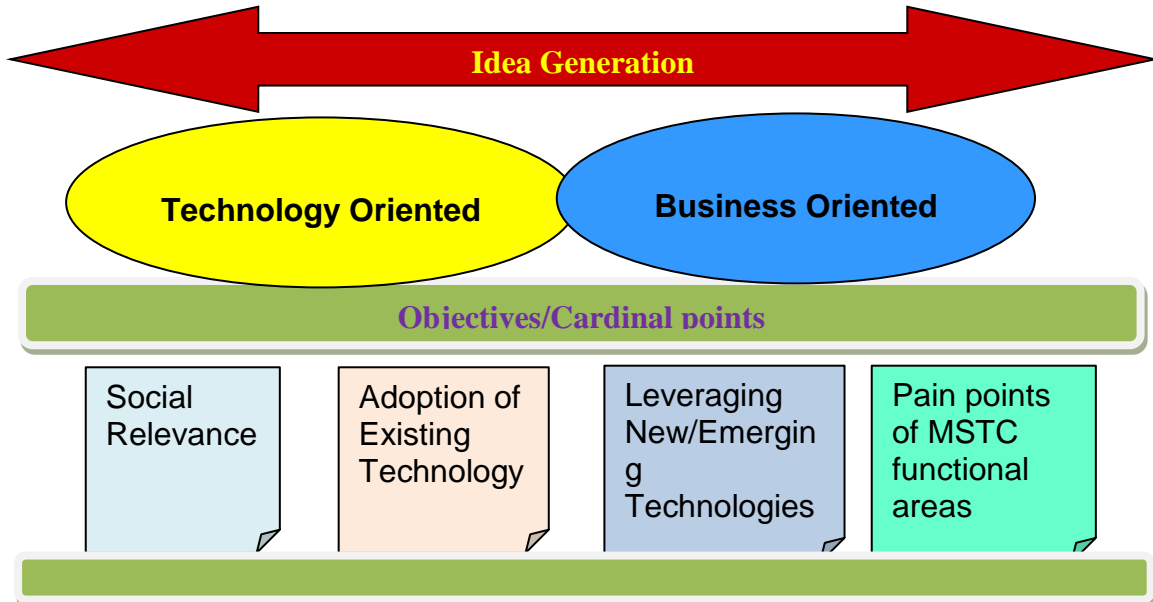 Idea Generation
Technology Oriented
Business Oriented
Objectives/Cardinal points
Social
Relevance
Adoption of
Existing
Technology
Leveraging
New/Emergin
g
Technologies
Pain points
of MSTC
functional
areas